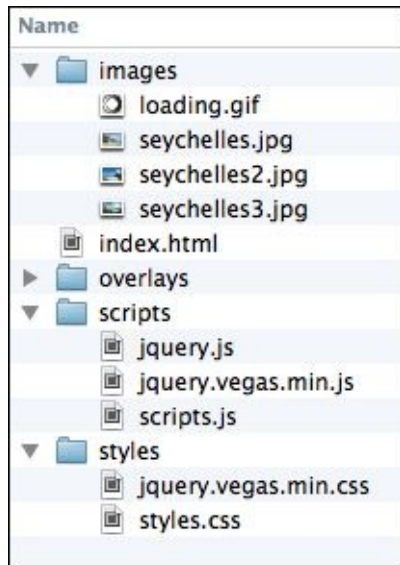 Name
images
loading.gif
seychelles.jpg
seychelles2.jpg
seychelles3.jpg
index.html
overlays
scripts
jquery.js
jquery.vegas.min.js
scripts.js
styles
jquery.vegas.min.css
styles.css